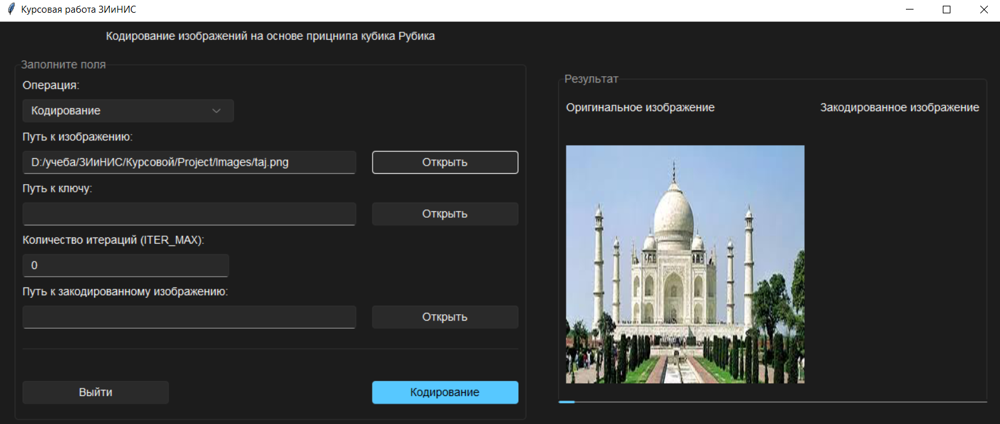 Курсовая работа ЗИиНИС
Кодирование изображений на основе прицнипа кубика Рубика
Заполните поля
Операция:
Кодирование
Путь к изображению:
D:/учеба/ЗИиНИС/Курсовой/Project/Images/taj.png
Открыть
Путь к ключу:
Открыть
Количество итераций (ITER_MAX):
0
Путь к закодированному изображению:
Открыть
Выйти
Кодирование
Результат
Оригинальное изображение
Закодированное изображение